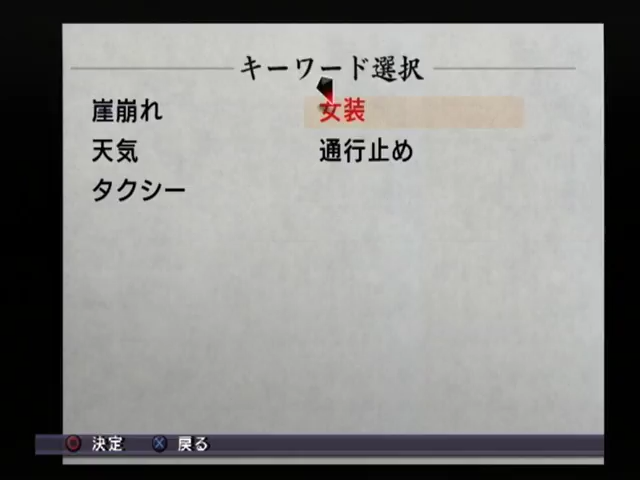 キーワード選択
崖崩れ 女装
天気 通行止め
タクシー
決定 戻る